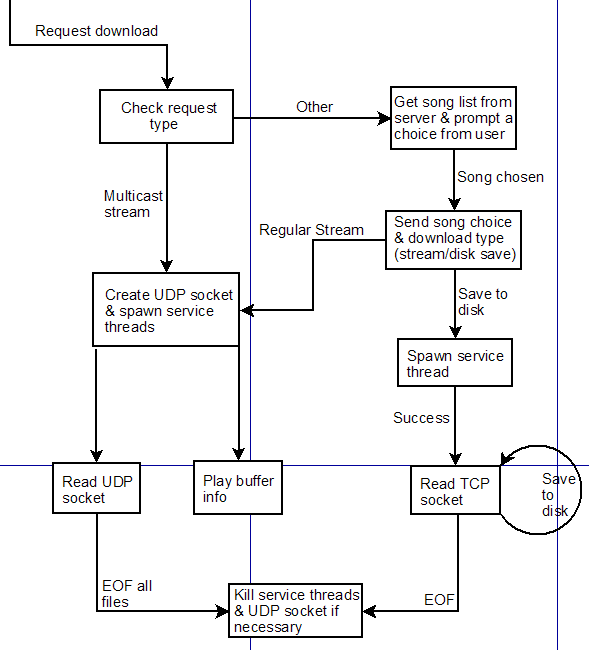 Request download
Check request
type
Other
Get song list from
server & prompt a
choice from user
Multicast
stream
Song chosen
Regular Stream
Send song choice
& download type
(stream/disk save)
Create UDP socket
& spawn service
threads
Save to
disk
Spawn service
thread
Success
Read UDP
socket
Play buffer
info
Read TCP
socket
Save
to
disk
EOF all
files
Kill service threads
& UDP socket if
necessary
EOF